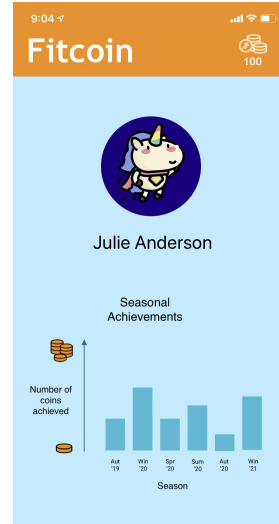 9:04
Fitcoin
100
Julie Anderson
Seasonal
Achievements
Number of
coins
achieved
Aut Win Spr Sum Aut Win
'19 '20 '20 '20 '20 '21
Season